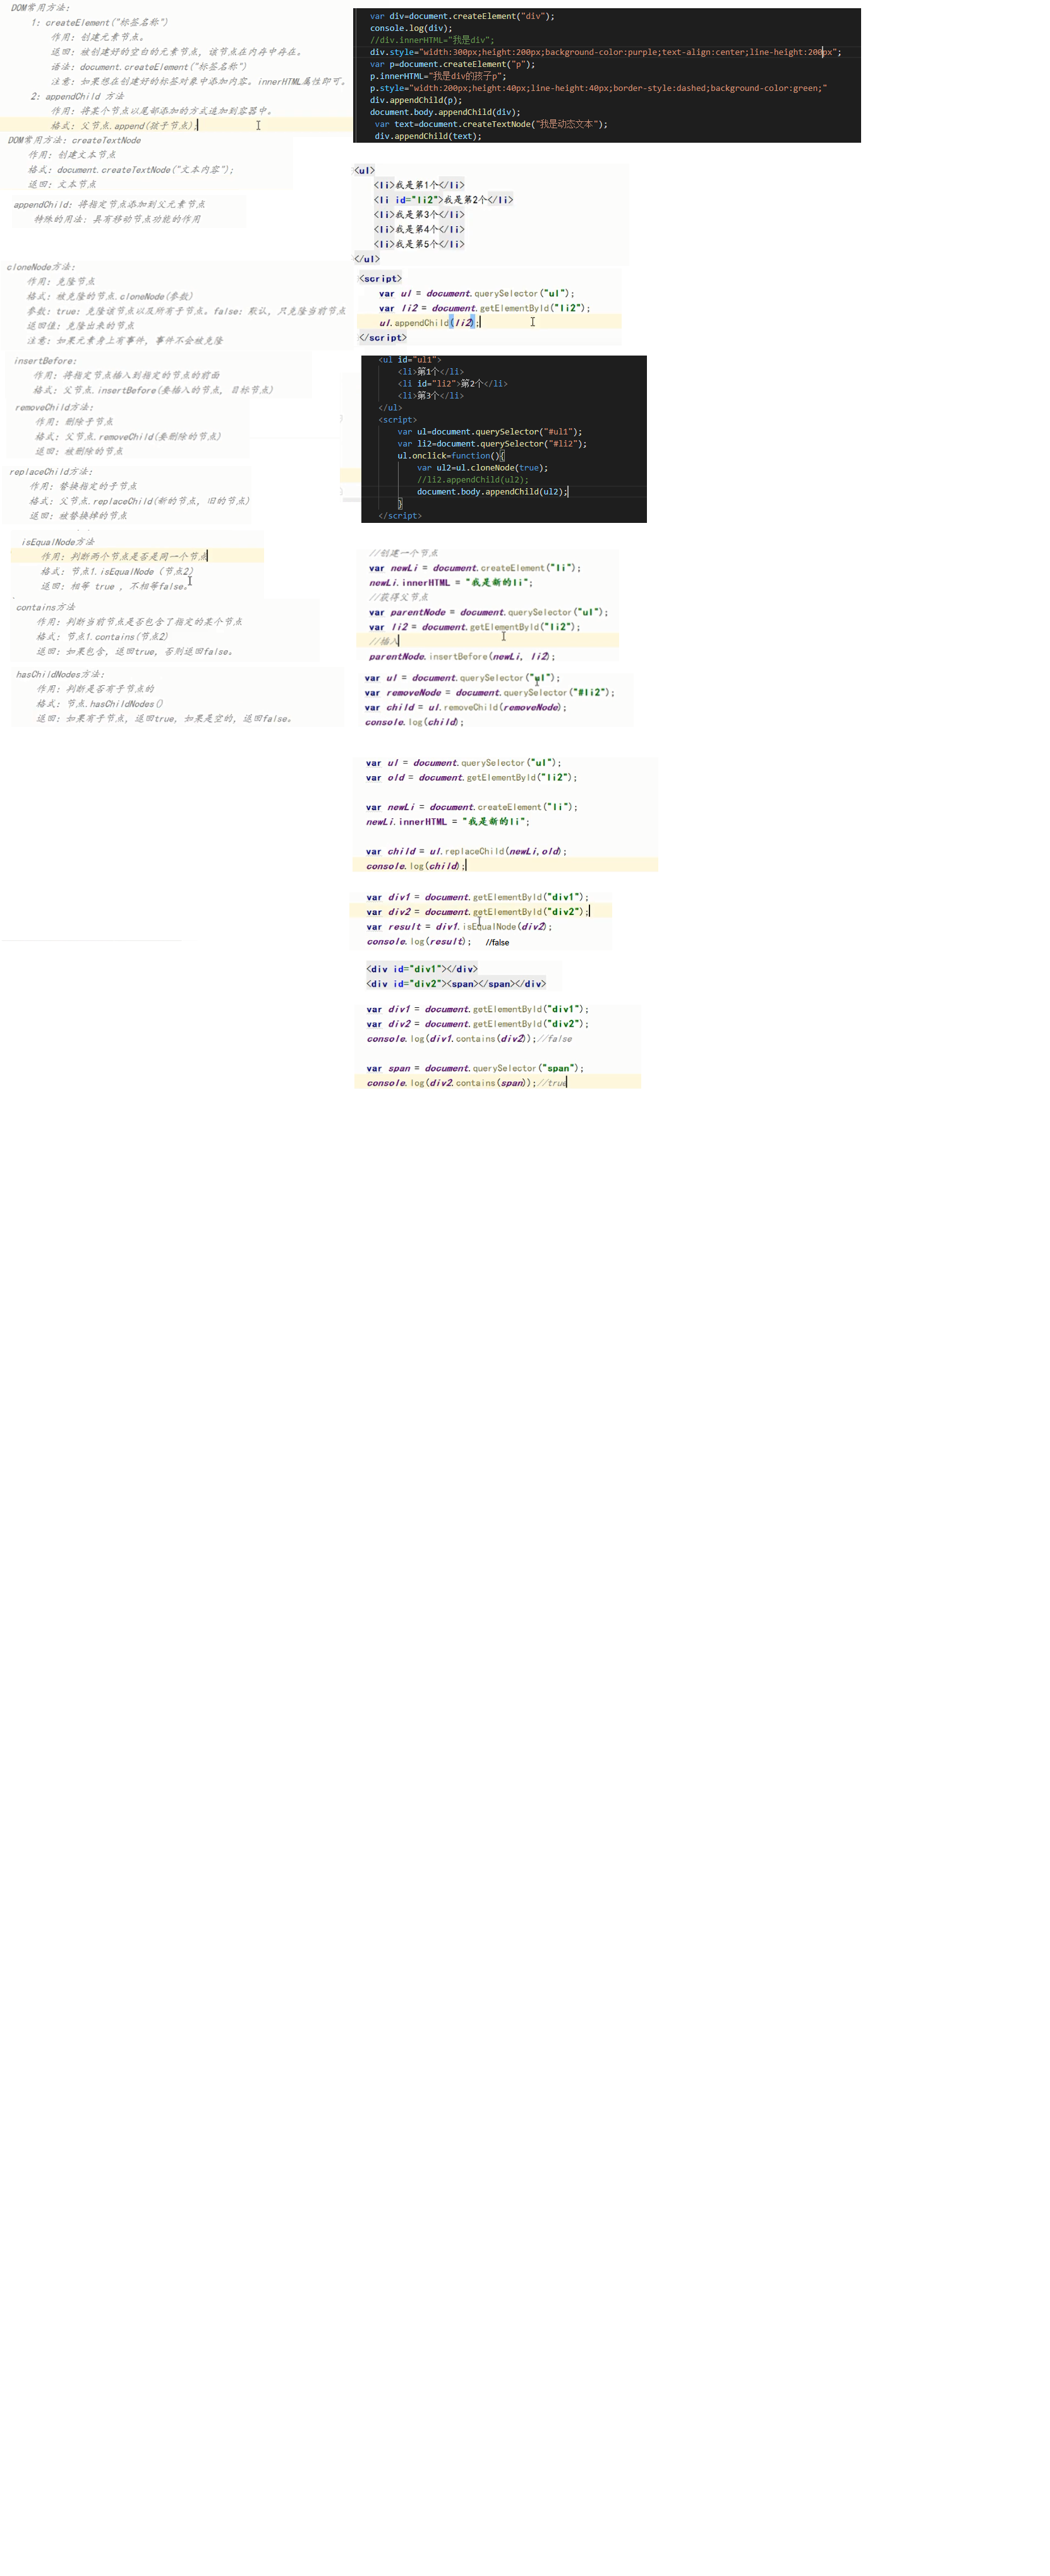 DOM常用方法:
1: createElement("标签名称")
作用: 创建元素节点。
返回: 被创建好的空白的元素节点, 该节点在内存中存在。
语法: document.createElement("标签名称")
注意: 如果想在创建好的标签对象中添加内容。innerHTML属性即可。
2: appendChild 方法
作用: 将某个节点以尾部添加的方式追加到容器中。
格式: 父节点.append(孩子节点);
DOM常用方法: createTextNode
作用: 创建文本节点
格式: document.createTextNode("文本内容");
返回: 文本节点
appendChild: 将指定节点添加到父元素节点
特殊的用法: 具有移动节点功能的作用
cloneNode方法:
作用: 克隆节点
格式: 被克隆的节点.cloneNode(参数)
参数: true: 克隆该节点以及所有子节点。false: 默认, 只克隆当前节点
返回值: 克隆出来的节点
注意: 如果元素身上有事件, 事件不会被克隆
insertBefore:
作用: 将指定节点插入到指定的节点的前面
格式: 父节点.insertBefore(要插入的节点, 目标节点)
removeChild方法:
作用: 删除子节点
格式: 父节点.removeChild(要删除的节点)
返回: 被删除的节点
replaceChild方法:
作用: 替换指定的子节点
格式: 父节点.replaceChild(新的节点, 旧的节点)
返回: 被替换掉的节点
isEqualNode方法
作用: 判断两个节点是否是同一个节点
格式: 节点1.isEqualNode (节点2)
返回: 相等 true , 不相等false。
contains方法
作用: 判断当前节点是否包含了指定的某个节点
格式: 节点1.contains(节点2)
返回: 如果包含, 返回true, 否则返回false。
hasChildNodes方法:
作用: 判断是否有子节点的
格式: 节点.hasChildNodes()
返回: 如果有子节点, 返回true, 如果是空的, 返回false。
var div=document.createElement("div");
console.log(div);
//div.innerHTML="我是div";
div.style="width:300px;height:200px;background-color:purple;text-align:center;line-height:200px";
var p=document.createElement("p");
p.innerHTML="我是div的孩子p";
p.style="width:200px;height:40px;line-height:40px;border-style:dashed;background-color:green;"
div.appendChild(p);
document.body.appendChild(div);
var text=document.createTextNode("我是动态文本");
div.appendChild(text);
<ul>
<li>我是第1个</li>
<li id="li2">我是第2个</li>
<li>我是第3个</li>
<li>我是第4个</li>
<li>我是第5个</li>
</ul>
<script>
var ul = document.querySelector("ul");
var li2 = document.getElementById("li2");
ul.appendChild(li2);
</script>
<ul id="ul1">
<li>第1个</li>
<li id="li2">第2个</li>
<li>第3个</li>
</ul>
<script>
var ul=document.querySelector("#ul1");
var li2=document.querySelector("#li2");
ul.onclick=function(){
var ul2=ul.cloneNode(true);
//li2.appendChild(ul2);
document.body.appendChild(ul2);
}
</script>
//创建一个节点
var newLi = document.createElement("li");
newLi.innerHTML = "我是新的li";
//获得父节点
var parentNode = document.querySelector("ul");
var li2 = document.getElementById("li2");
//插入
parentNode.insertBefore(newLi, li2);
var ul = document.querySelector("ul");
var removeNode = document.querySelector("#li2");
var child = ul.removeChild(removeNode);
console.log(child);
var ul = document.querySelector("ul");
var old = document.getElementById("li2");
var newLi = document.createElement("li");
newLi.innerHTML = "我是新的li";
var child = ul.replaceChild(newLi,old);
console.log(child);
var div1 = document.getElementById("div1");
var div2 = document.getElementById("div2");
var result = div1.isEqualNode(div2);
console.log(result); //false
<div id="div1"></div>
<div id="div2"><span></span></div>
var div1 = document.getElementById("div1");
var div2 = document.getElementById("div2");
console.log(div1.contains(div2));//false
var span = document.querySelector("span");
console.log(div2.contains(span));//true